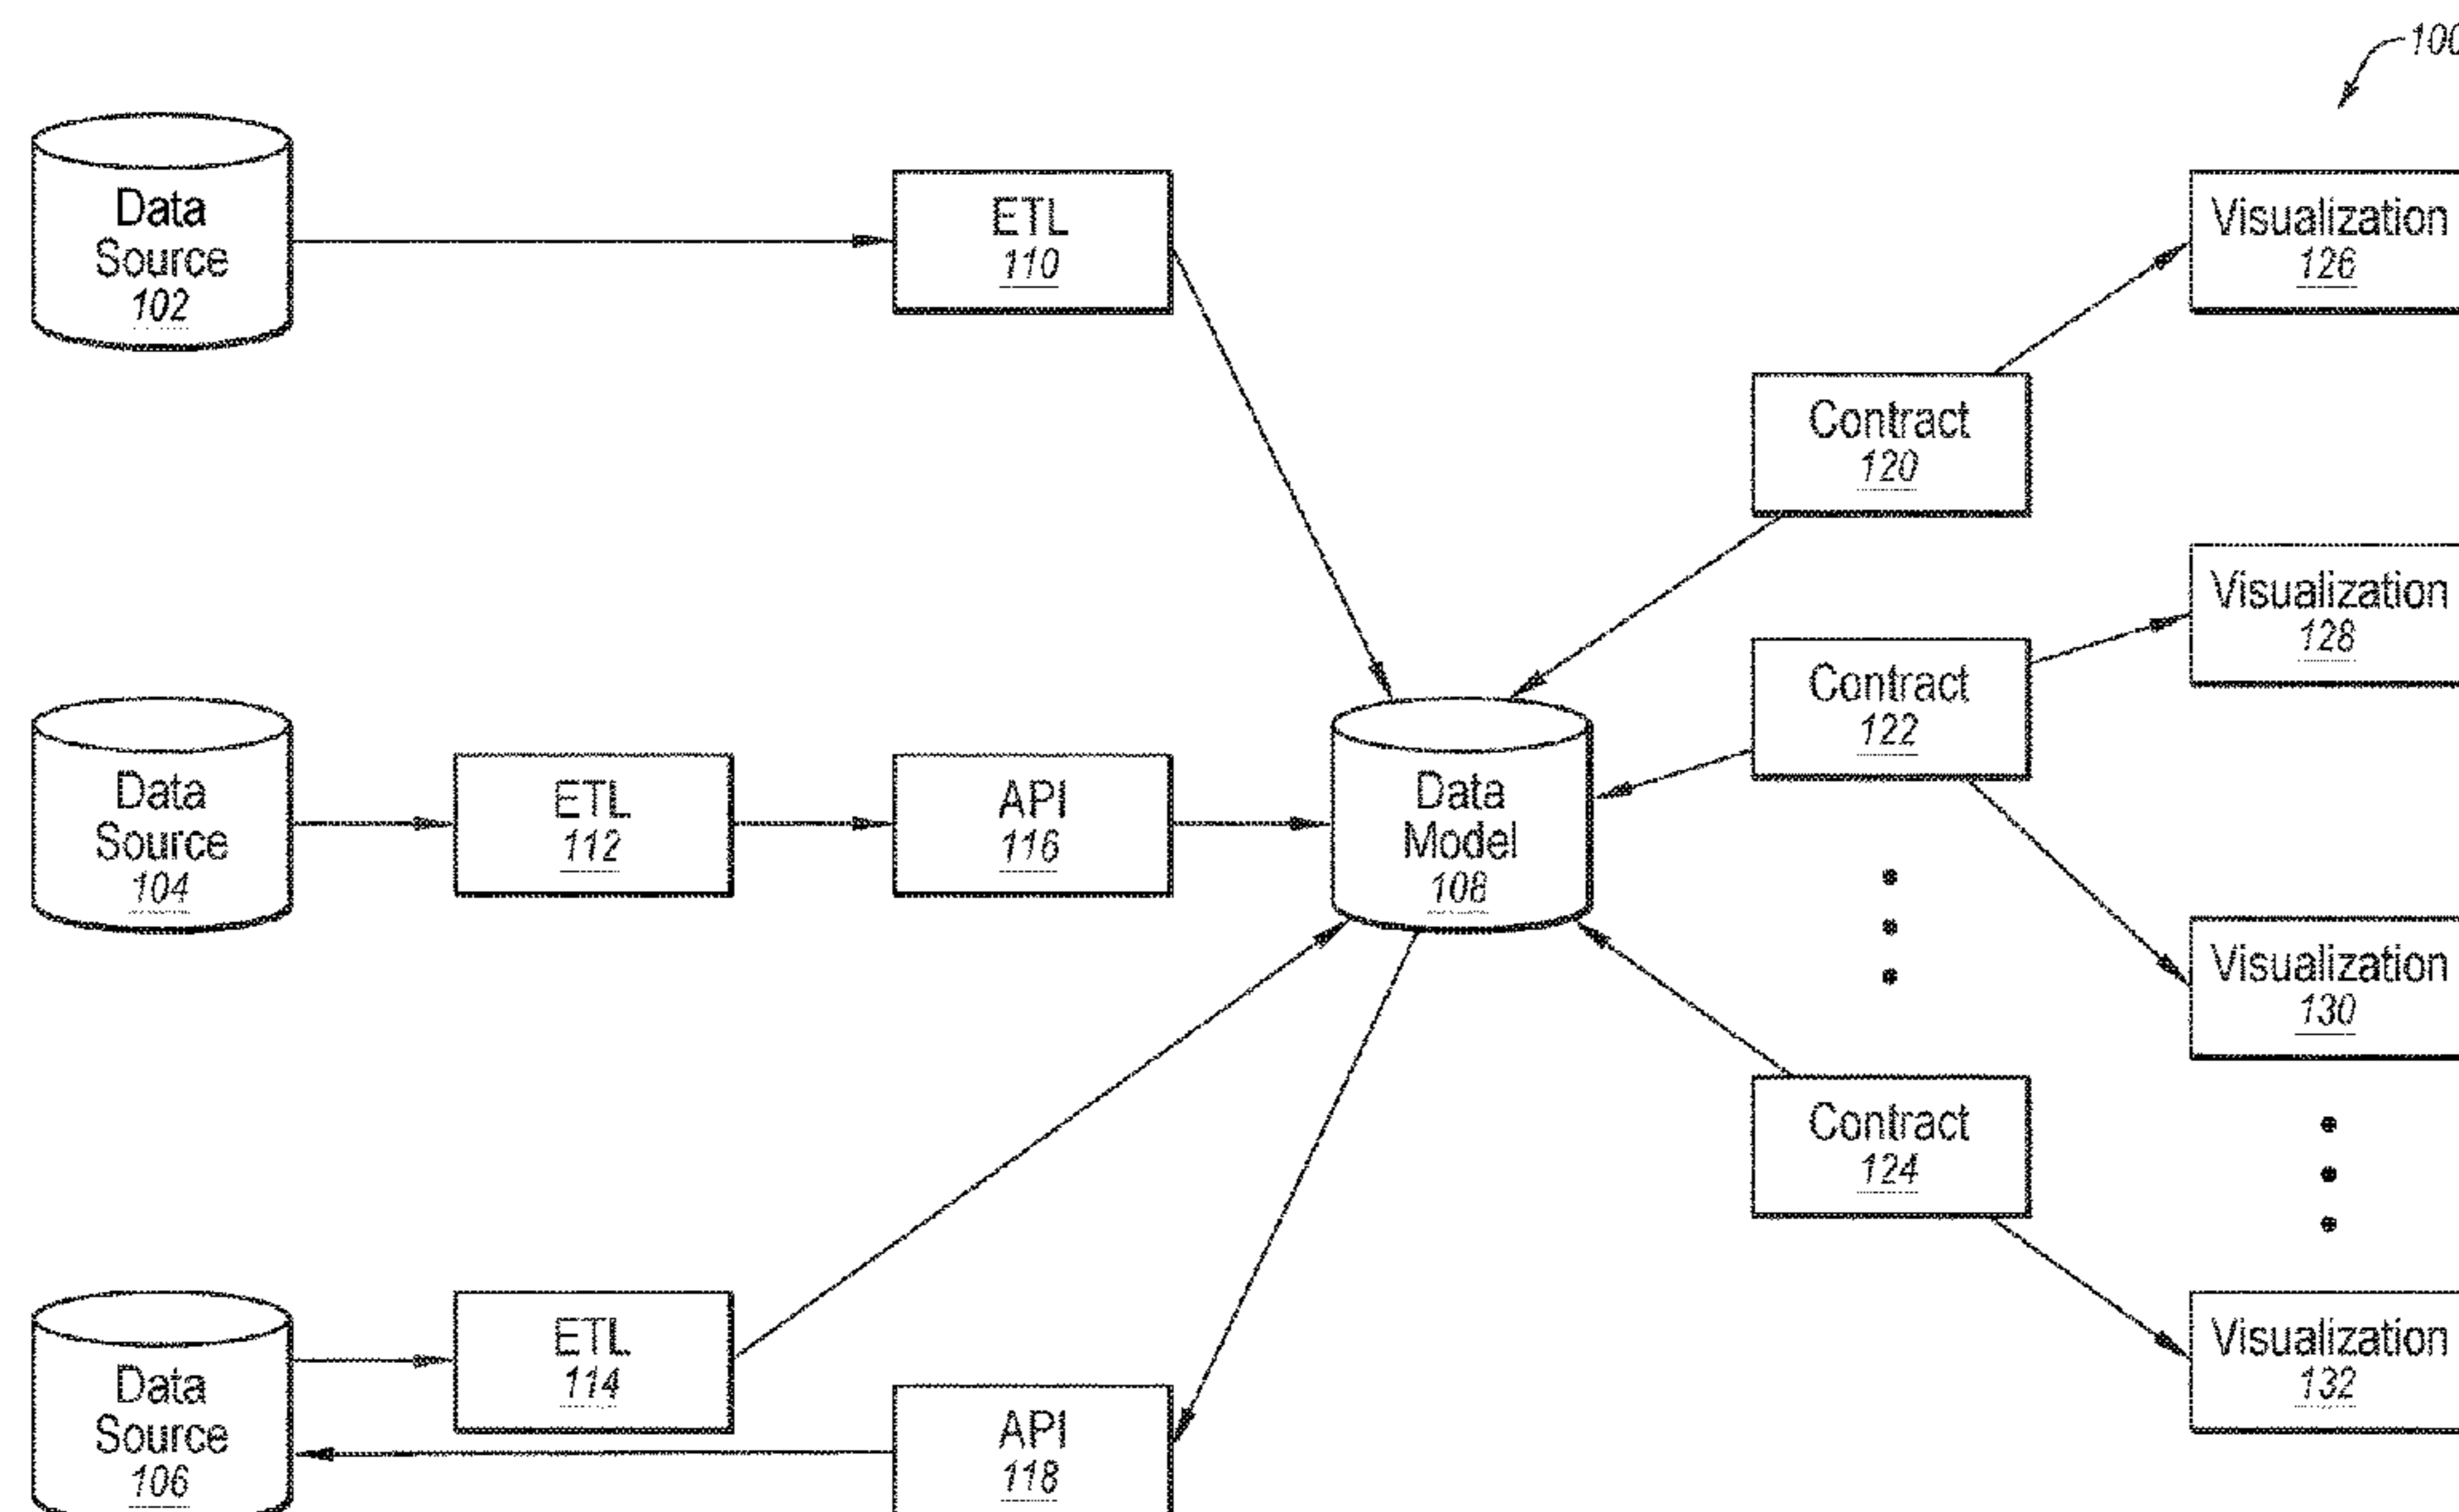 100
Data
Source
102
ETL
110
Visualization
126
Contract
120
Visualization
128
Contract
122
Data
Source
104
ETL
112
API
116
Data
Model
108
Visualization
130
Contract
124
Data
Source
106
ETL
114
API
118
Visualization
132